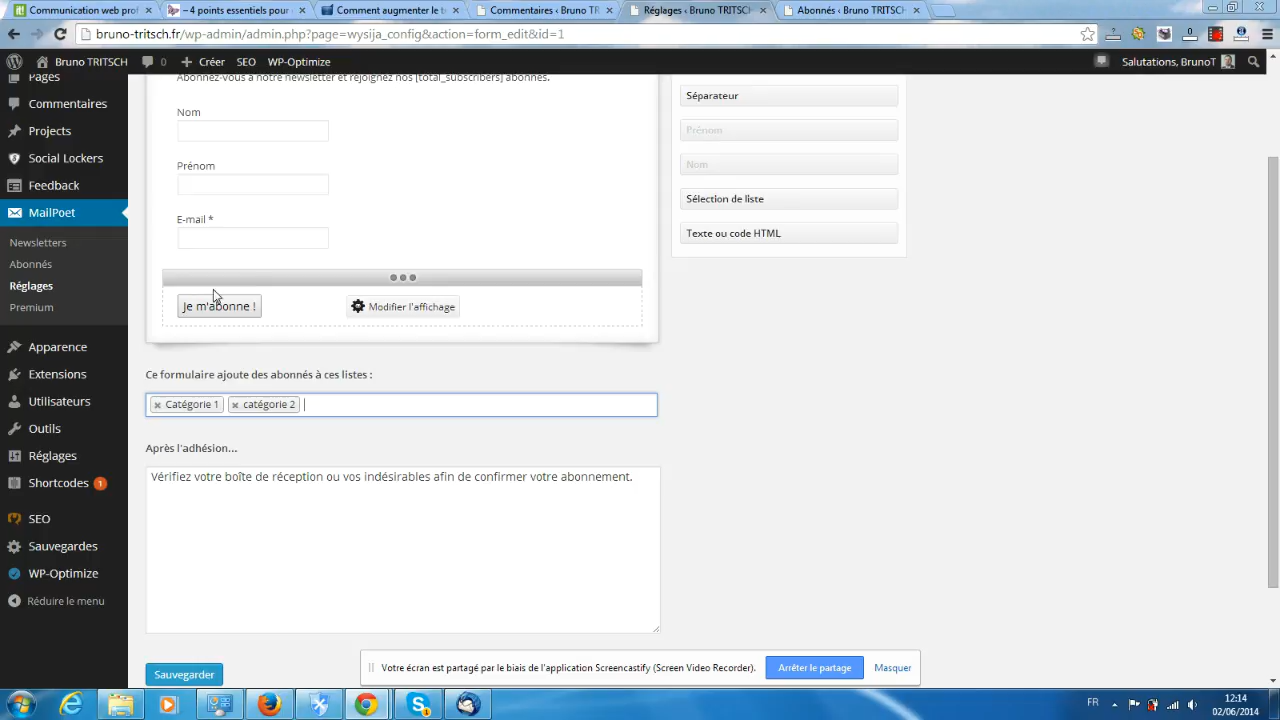 Communication web prof
– 4 points essentiels pour
Comment augmenter le t
Commentaires ‹ Bruno TR
Réglages ‹ Bruno TRITSCH
Abonnés ‹ Bruno TRITSCH
bruno-tritsch.fr/wp-admin/admin.php?page=wysija_config&action=form_edit&id=1
Bruno TRITSCH
0
Créer
SEO
WP-Optimize
Salutations, BrunoT
Pages
Commentaires
Projects
Social Lockers
Feedback
MailPoet
Newsletters
Abonnés
Réglages
Premium
Apparence
Extensions
Utilisateurs
Outils
Réglages
Shortcodes 1
SEO
Sauvegardes
WP-Optimize
Réduire le menu
Abonnez-vous à notre newsletter et rejoignez nos [total_subscribers] abonnés.
Nom
Prénom
E-mail *
Je m'abonne !
Modifier l'affichage
Séparateur
Prénom
Nom
Sélection de liste
Texte ou code HTML
Ce formulaire ajoute des abonnés à ces listes :
Catégorie 1
catégorie 2
Après l'adhésion...
Vérifiez votre boîte de réception ou vos indésirables afin de confirmer votre abonnement.
Sauvegarder
Votre écran est partagé par le biais de l'application Screencastify (Screen Video Recorder).
Arrêter le partage
Masquer
FR
12:14
02/06/2014